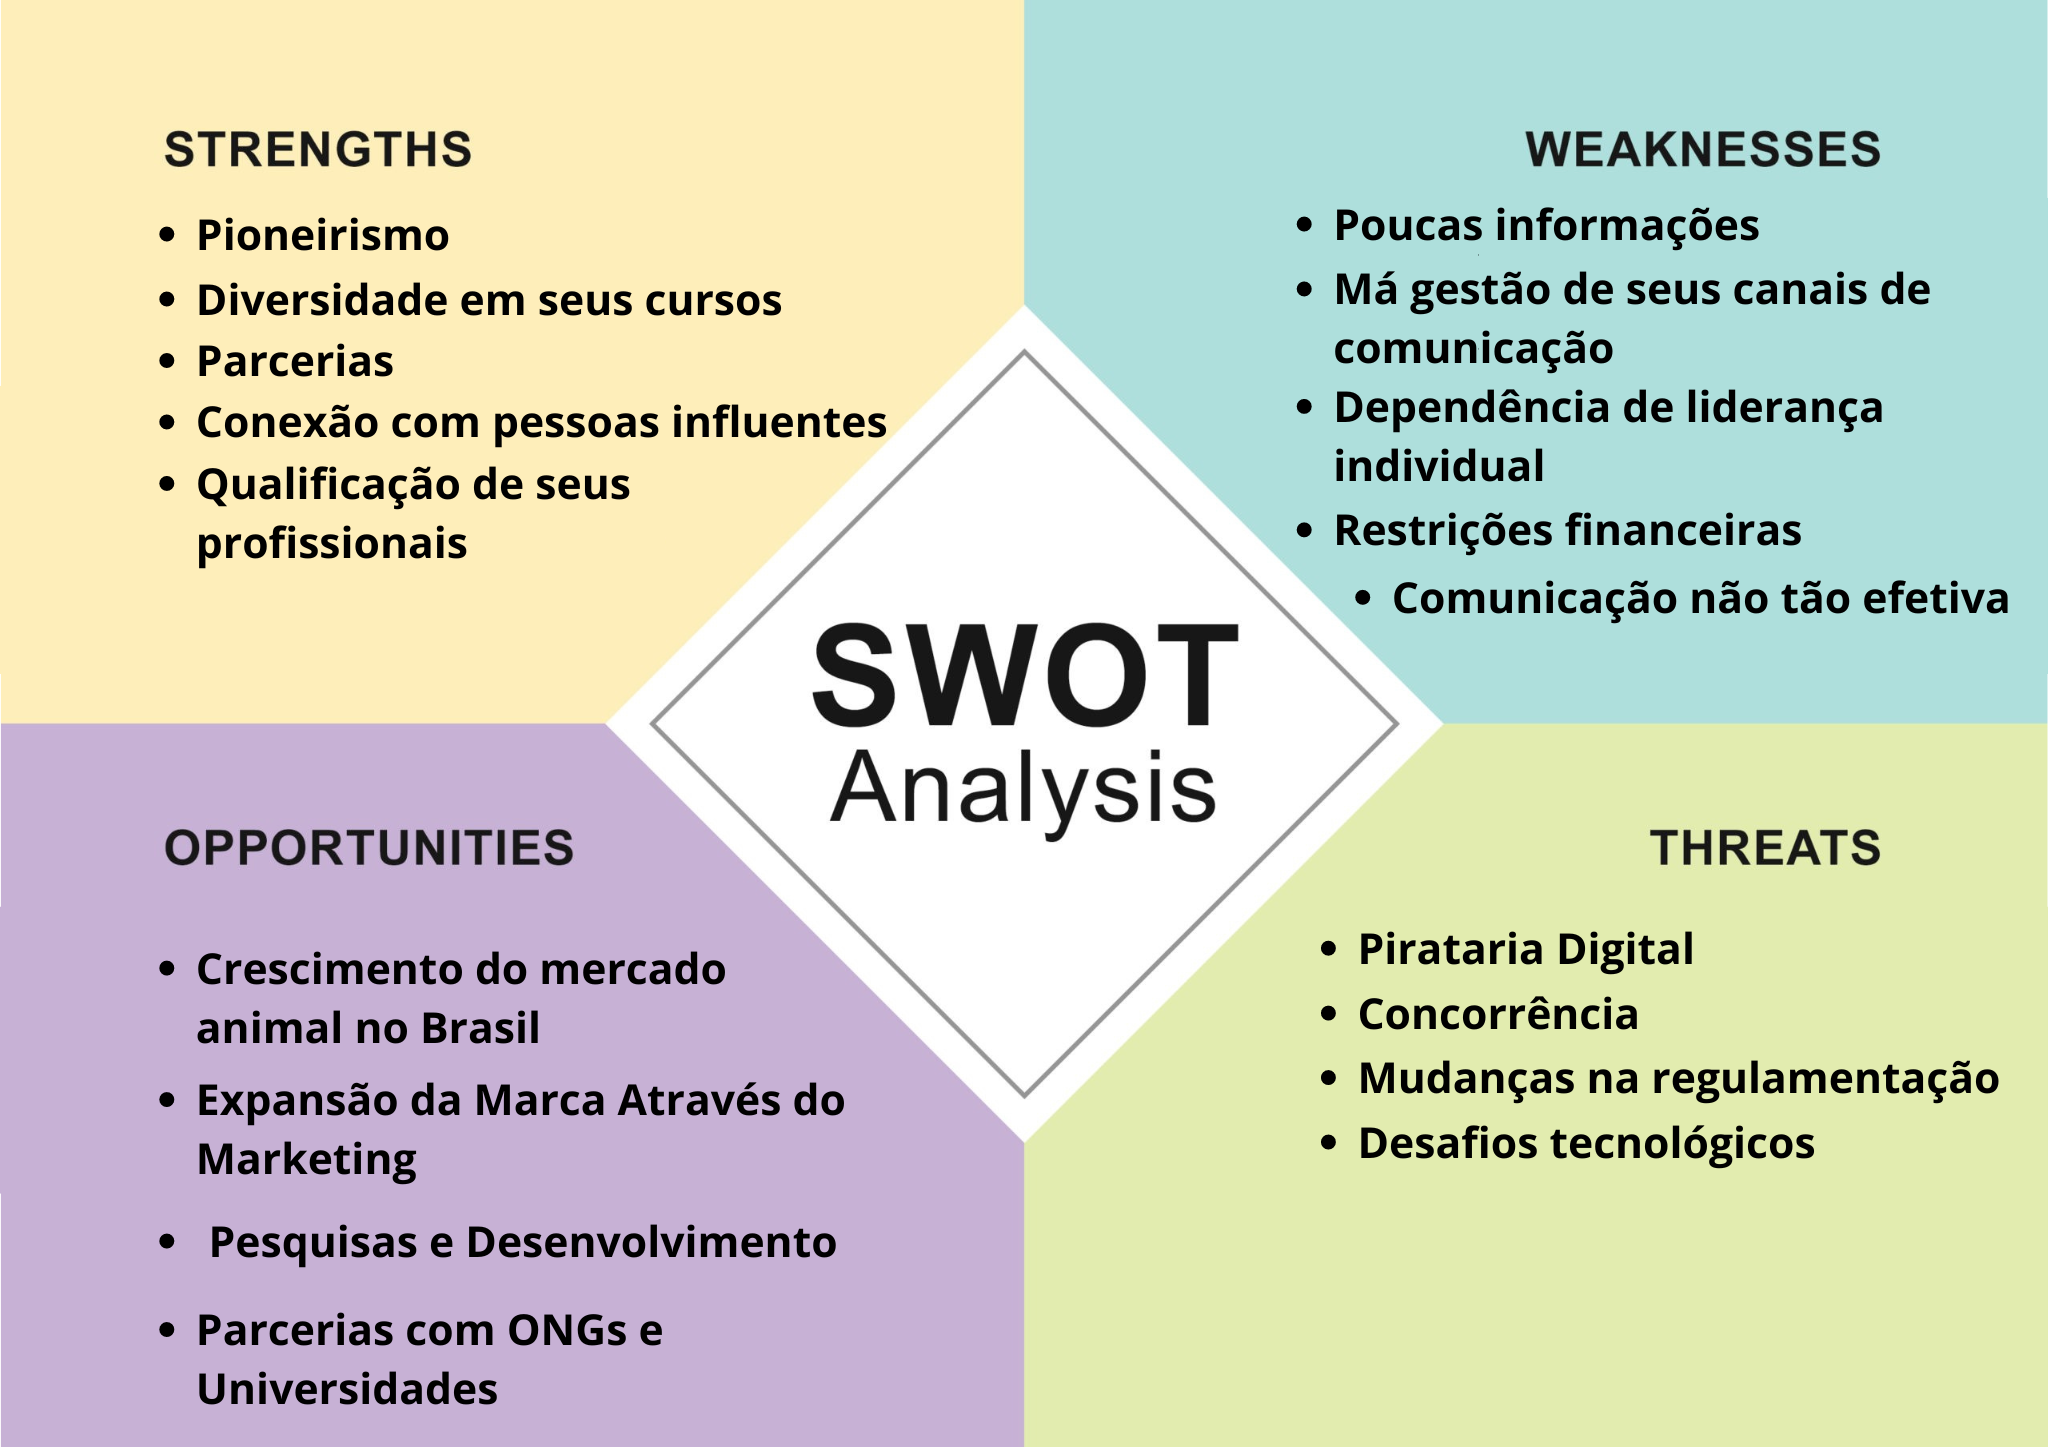 STRENGTHS
• Pioneirismo
• Diversidade em seus cursos
• Parcerias
• Conexão com pessoas influentes
• Qualificação de seus
profissionais
WEAKNESSES
• Poucas informações
• Má gestão de seus canais de
comunicação
• Dependência de liderança
individual
• Restrições financeiras
• Comunicação não tão efetiva
SWOT
Analysis
OPPORTUNITIES
• Crescimento do mercado
animal no Brasil
• Expansão da Marca Através do
Marketing
• Pesquisas e Desenvolvimento
• Parcerias com ONGs e
Universidades
THREATS
• Pirataria Digital
• Concorrência
• Mudanças na regulamentação
• Desafios tecnológicos